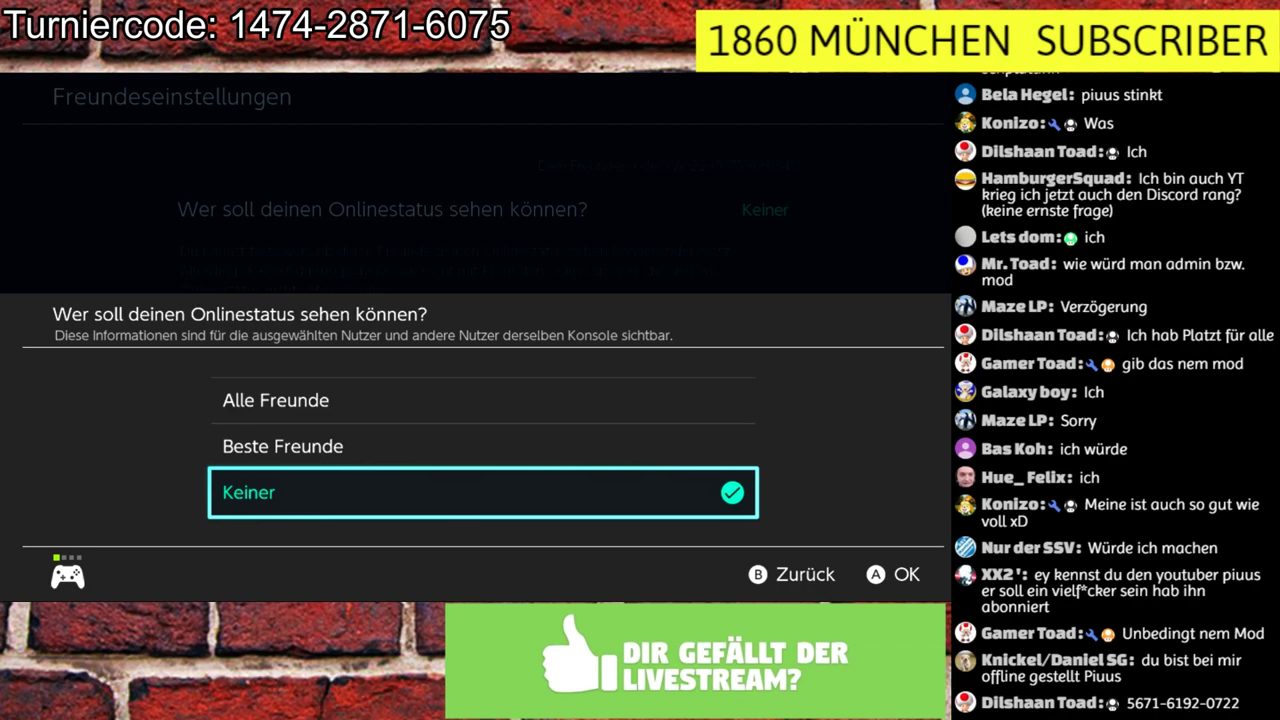 Turniercode: 1474-2871-6075
1860 MÜNCHEN SUBSCRIBER
Freundeseinstellungen
Wer soll deinen Onlinestatus sehen können?
Keiner
Wer soll deinen Onlinestatus sehen können?
Diese Informationen sind für die ausgewählten Nutzer und andere Nutzer derselben Konsole sichtbar.
Alle Freunde
Beste Freunde
Keiner
B Zurück
A OK
DIR GEFÄLLT DER
LIVESTREAM?
Bela Hegel: piuus stinkt
Konizo: Was
Dilshaan Toad: Ich
HamburgerSquad: Ich bin auch YT
krieg ich jetzt auch den Discord rang?
(keine ernste frage)
Lets dom: ich
Mr. Toad: wie würd man admin bzw.
mod
Maze LP: Verzögerung
Dilshaan Toad: Ich hab Platzt für alle
Gamer Toad: gib das nem mod
Galaxy boy: Ich
Maze LP: Sorry
Bas Koh: ich würde
Hue_ Felix: ich
Konizo: Meine ist auch so gut wie
voll xD
Nur der SSV: Würde ich machen
XX2': ey kennst du den youtuber piuus
er soll ein vielf*cker sein hab ihn
abonniert
Gamer Toad: Unbedingt nem Mod
Knickel/Daniel SG: du bist bei mir
offline gestellt Piuus
Dilshaan Toad: 5671-6192-0722